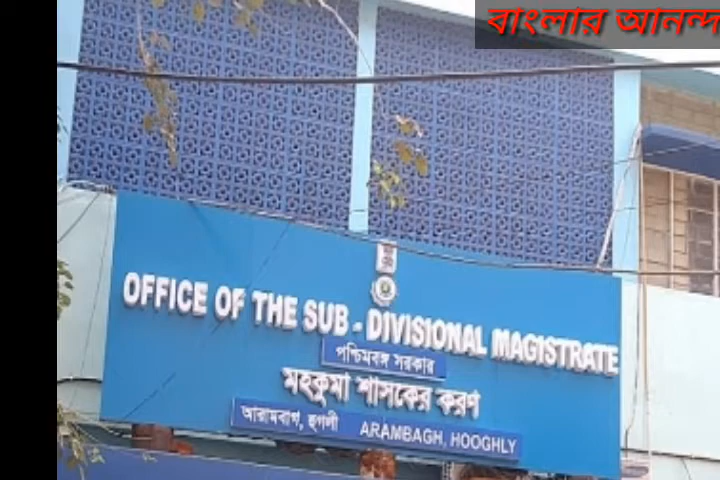 বাংলার আনন্দ
OFFICE OF THE SUB - DIVISIONAL MAGISTRATE
পশ্চিমবঙ্গ সরকার
মহকুমা শাসকের করণ
আরামবাগ, হুগলী ARAMBAGH, HOOGHLY